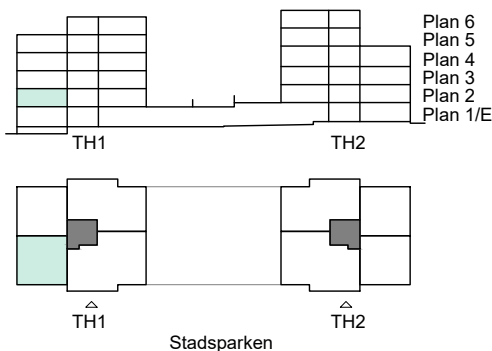 Plan 6
Plan 5
Plan 4
Plan 3
Plan 2
Plan 1/E
TH1 TH2
TH1 TH2
Stadsparken